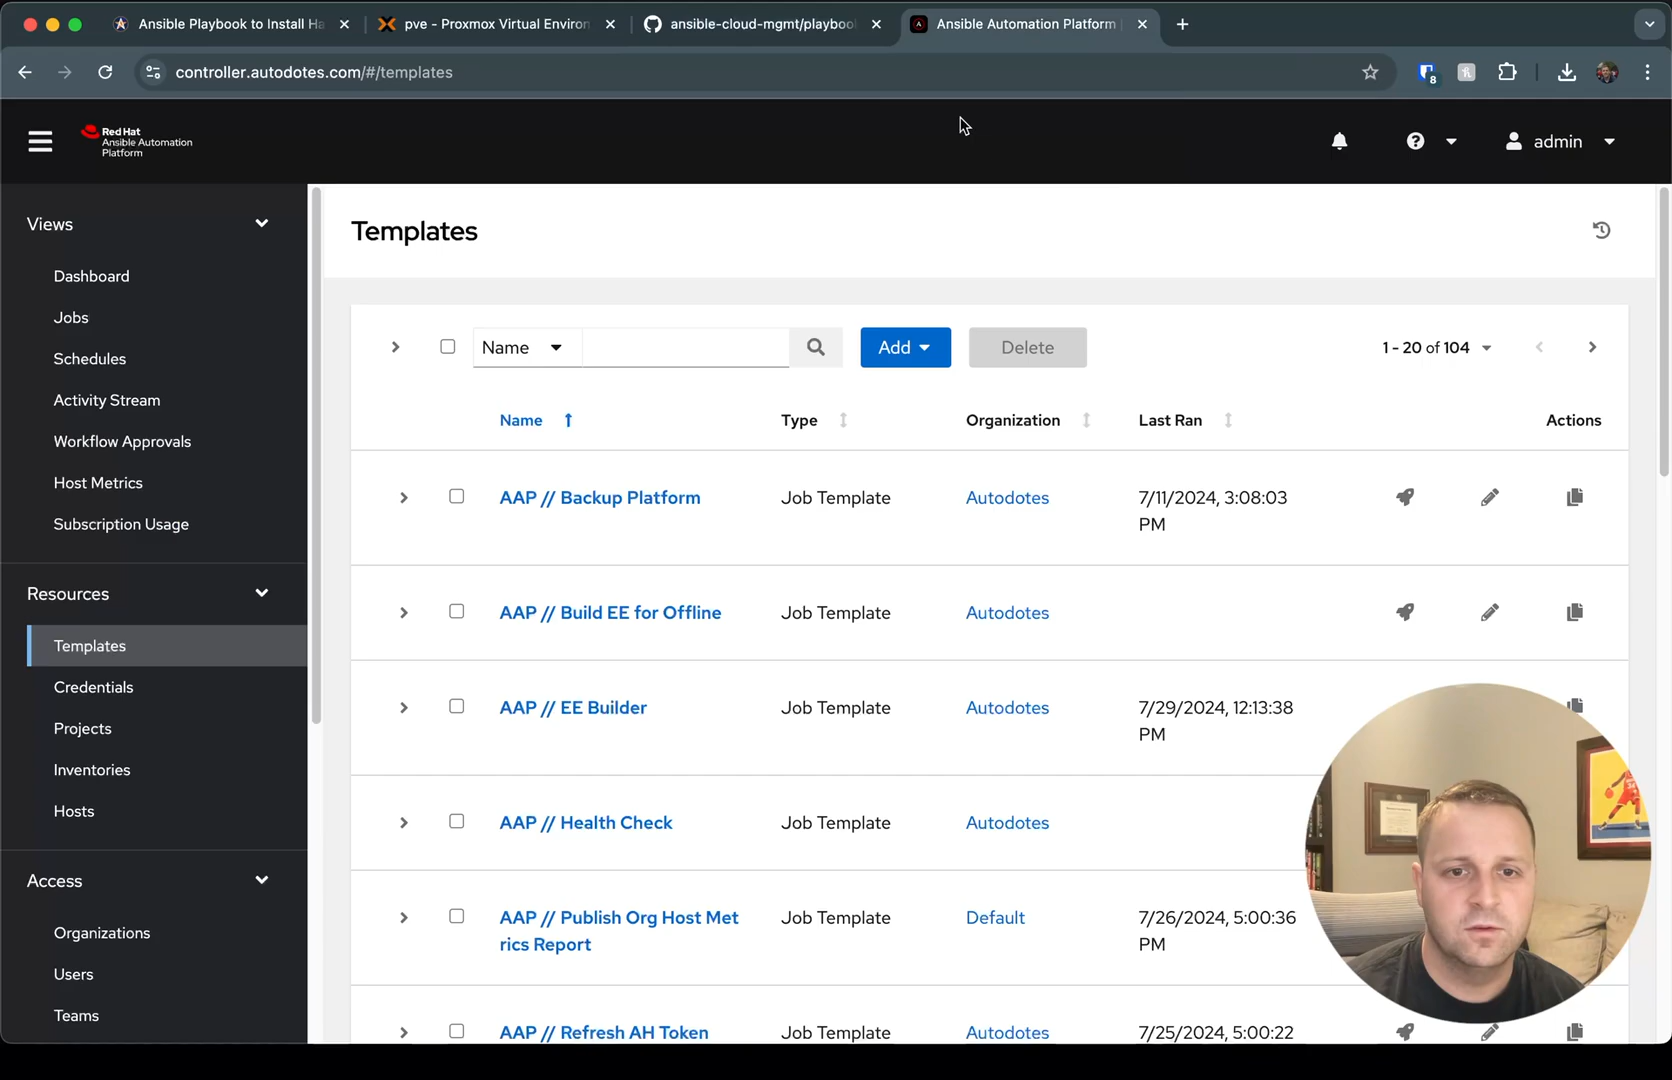 Ansible Playbook to Install Ha
pve - Proxmox Virtual Environ
ansible-cloud-mgmt/playboo
Ansible Automation Platform
controller.autodotes.com/#/templates
8
Red Hat
Ansible Automation
Platform
admin
Views
Dashboard
Jobs
Schedules
Activity Stream
Workflow Approvals
Host Metrics
Subscription Usage
Resources
Templates
Credentials
Projects
Inventories
Hosts
Access
Organizations
Users
Teams
Templates
Name
Add
Delete
1 - 20 of 104
Name Type Organization Last Ran Actions
AAP // Backup Platform Job Template Autodotes 7/11/2024, 3:08:03
PM
AAP // Build EE for Offline Job Template Autodotes
AAP // EE Builder Job Template Autodotes 7/29/2024, 12:13:38
PM
AAP // Health Check Job Template Autodotes
AAP // Publish Org Host Met Job Template Default 7/26/2024, 5:00:36
rics Report PM
AAP // Refresh AH Token Job Template Autodotes 7/25/2024, 5:00:22